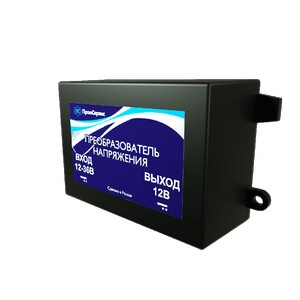 ПромСервис
ПРЕОБРАЗОВАТЕЛЬ
НАПРЯЖЕНИЯ
ВХОД
12-36В
ВЫХОД
12В
Сделано в России